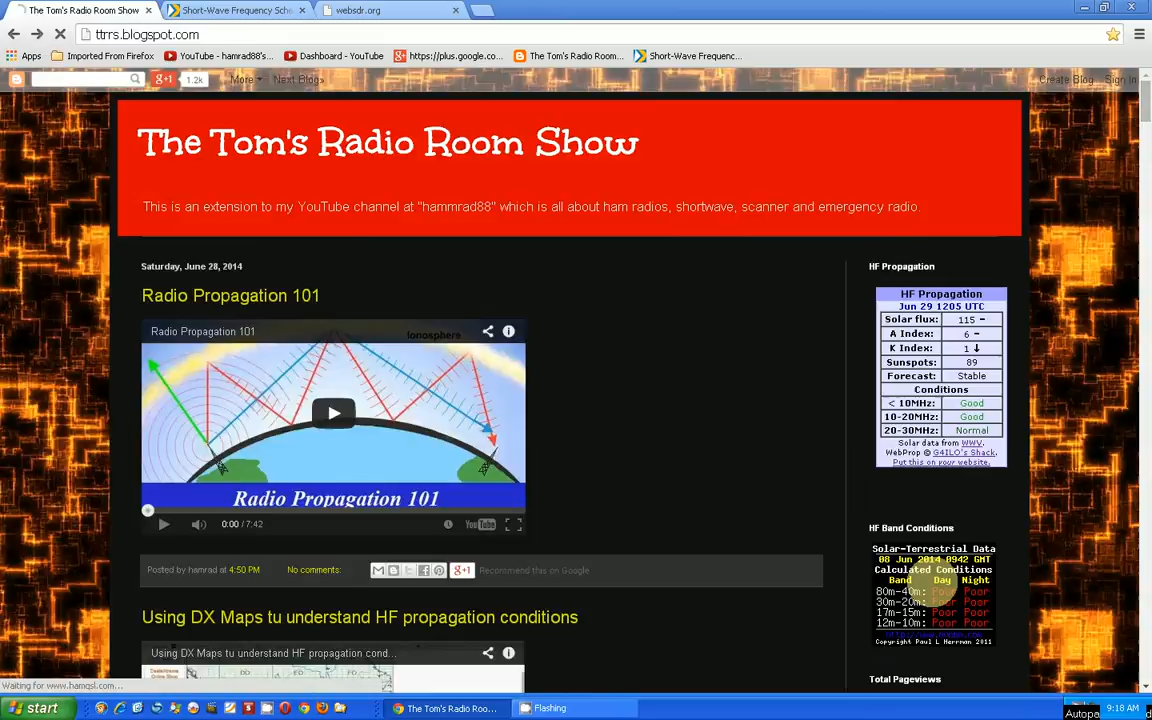 The Tom's Radio Room Show
Short-Wave Frequency Sche
websdr.org
ttrrs.blogspot.com
Apps
Imported From Firefox
YouTube - hamrad88's...
Dashboard - YouTube
https://plus.google.co...
The Tom's Radio Room...
Short-Wave Frequenc...
1.2k
More
Next Blog»
Create Blog
Sign In
The Tom's Radio Room Show
This is an extension to my YouTube channel at "hammrad88" which is all about ham radios, shortwave, scanner and emergency radio.
Saturday, June 28, 2014
Radio Propagation 101
Radio Propagation 101
Ionosphere
Radio Propagation 101
0:00 / 7:42
YouTube
Posted by hamrad at 4:50 PM
No comments:
+1
Recommend this on Google
Using DX Maps tu understand HF propagation conditions
Using DX Maps tu understand HF propagation cond...
HF Propagation
HF Propagation
Jun 29 1205 UTC
Solar flux: 115 –
A Index: 6 –
K Index: 1 ↓
Sunspots: 89
Forecast: Stable
Conditions
< 10MHz: Good
10-20MHz: Good
20-30MHz: Normal
Solar data from WWV.
WebProp © G4ILO's Shack.
Put this on your website.
HF Band Conditions
Solar-Terrestrial Data
08 Jun 2014 0942 GMT
Calculated Conditions
Band Day Night
80m-40m: Poor Poor
30m-20m: Poor Poor
17m-15m: Poor Poor
12m-10m: Poor Poor
Copyright Paul L Herrman 2011
Total Pageviews
Waiting for www.hamqsl.com...
start
The Tom's Radio Roo...
Flashing
9:18 AM